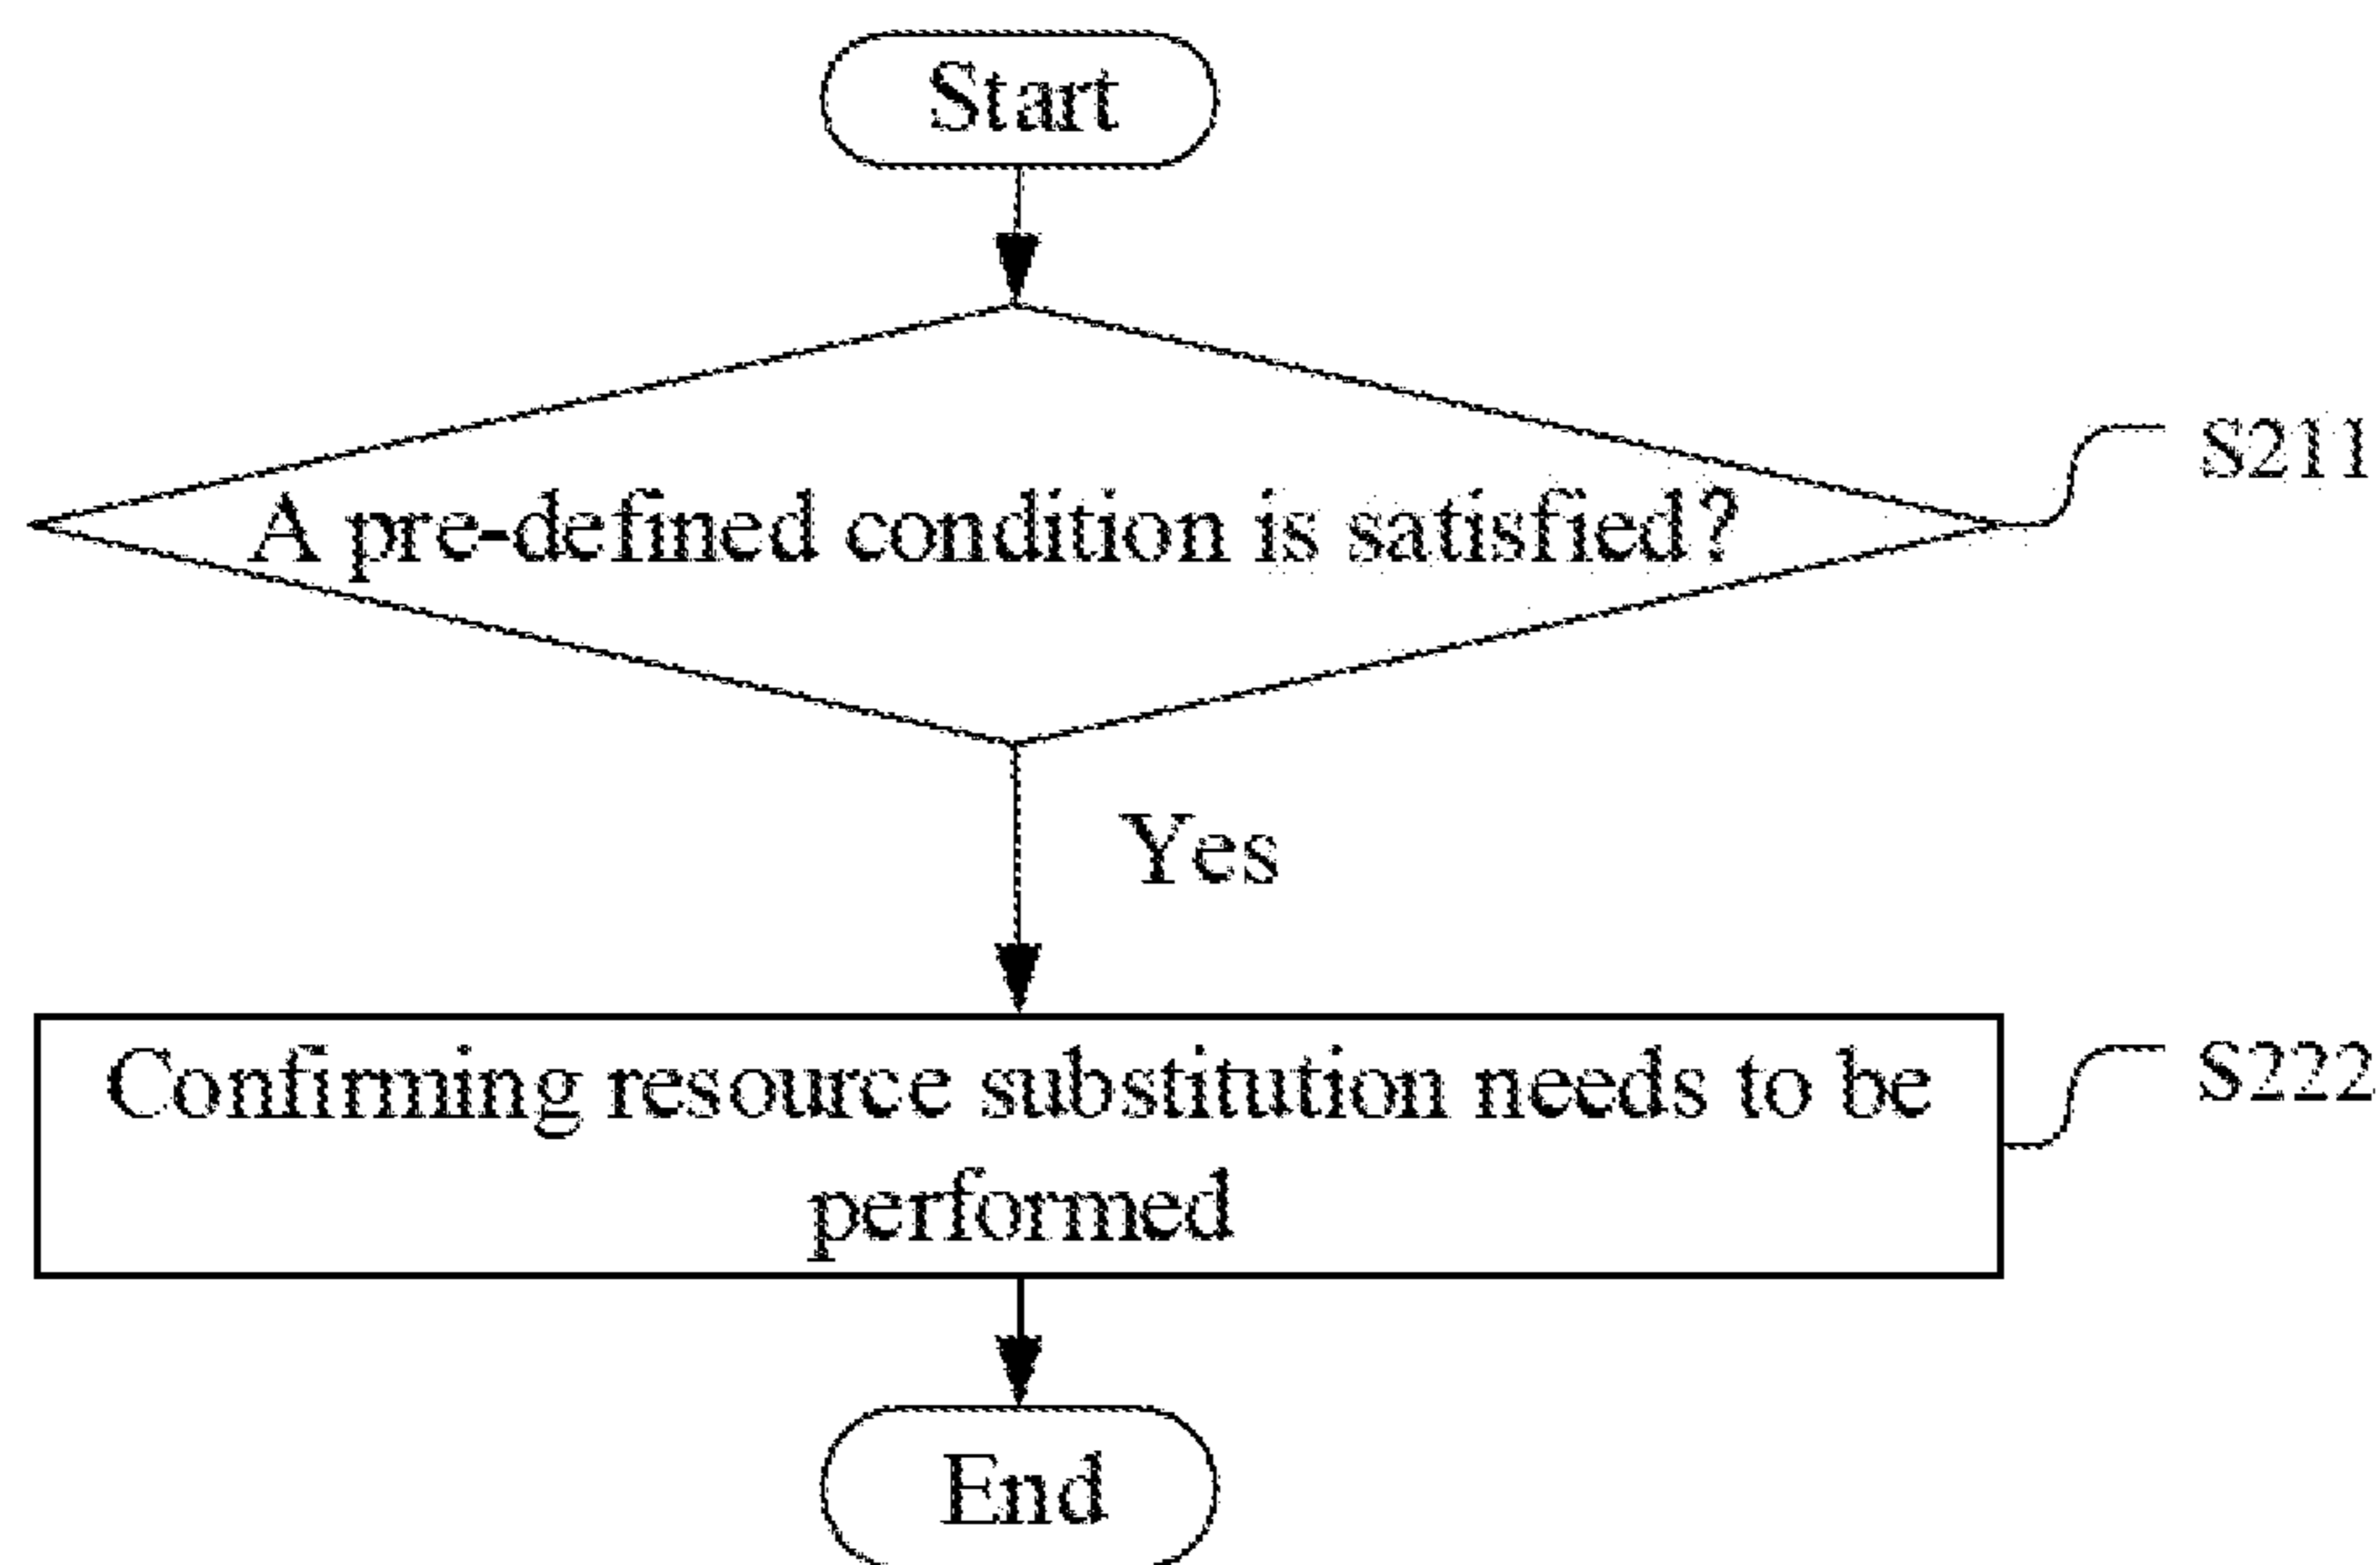 Start
A pre-defined condition is satisfied?
S211
Yes
Confirming resource substitution needs to be
performed
S222
End